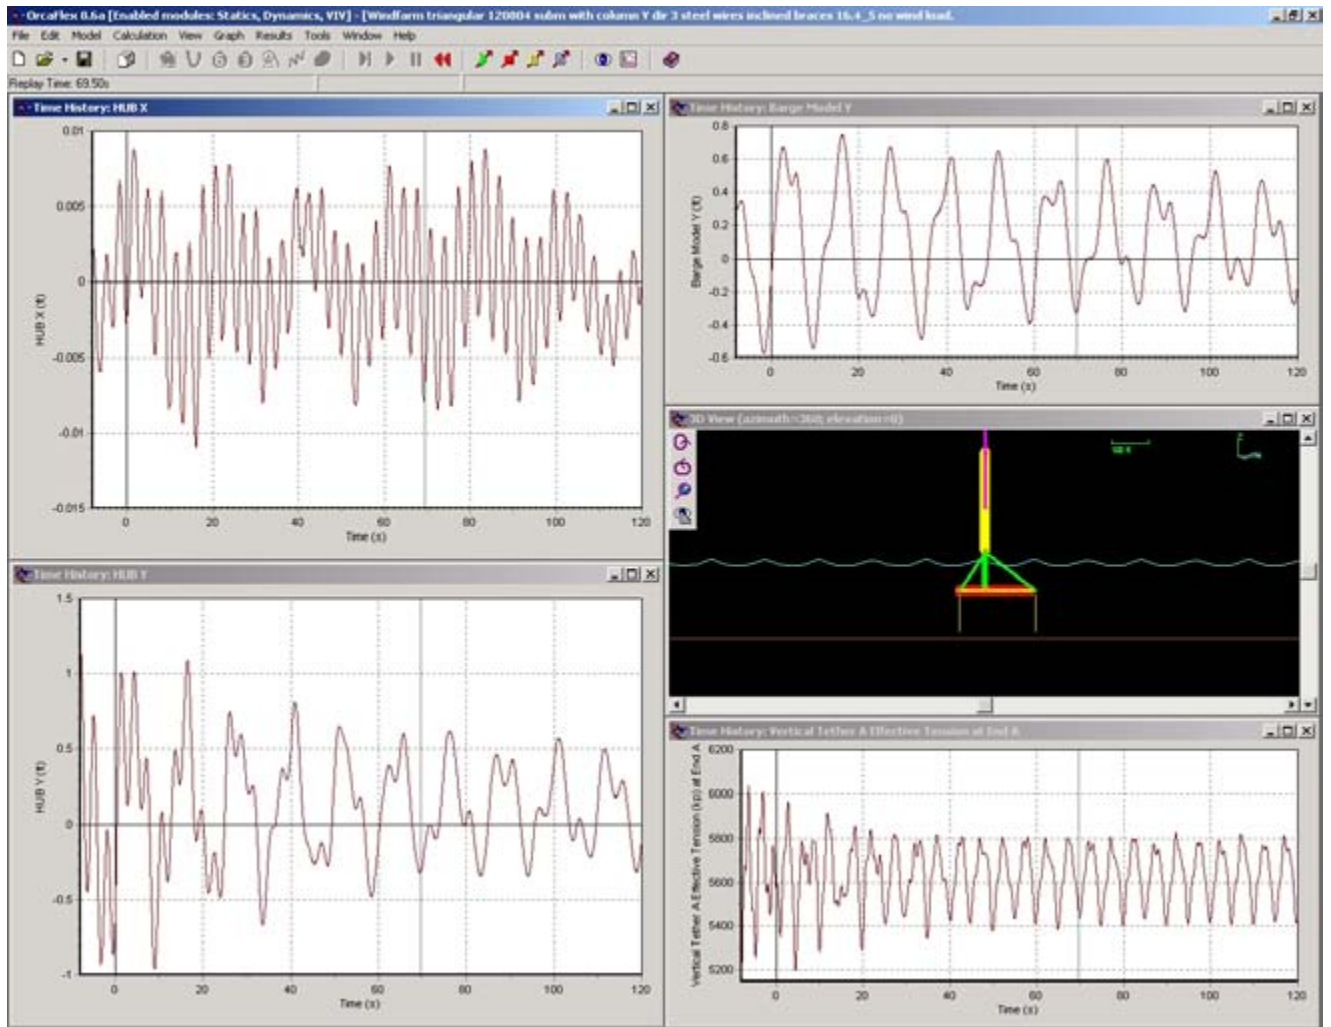 OrcaFlex 8.6a [Enabled modules: Statics, Dynamics, VIV] - [Windfarm triangular 120804 subm with column Y dir 3 steel wires inclined braces 16.4_5 no wind load.
File Edit Model Calculation View Graph Results Tools Window Help
Replay Time: 69.50s
Time History: HUB X
0.01
0.005
0
-0.005
-0.01
-0.015
HUB X (ft)
0 20 40 60 80 100 120
Time (s)
Time History: Barge Model Y
0.8
0.6
0.4
0.2
0
-0.2
-0.4
-0.6
Barge Model Y (ft)
0 20 40 60 80 100 120
Time (s)
3D View (azimuth=360; elevation=0)
Time History: HUB Y
1.5
1
0.5
0
-0.5
-1
HUB Y (ft)
0 20 40 60 80 100 120
Time (s)
Time History: Vertical Tether A Effective Tension at End A
6200
6000
5800
5600
5400
5200
Vertical Tether A Effective Tension (kip) at End A
0 20 40 60 80 100 120
Time (s)